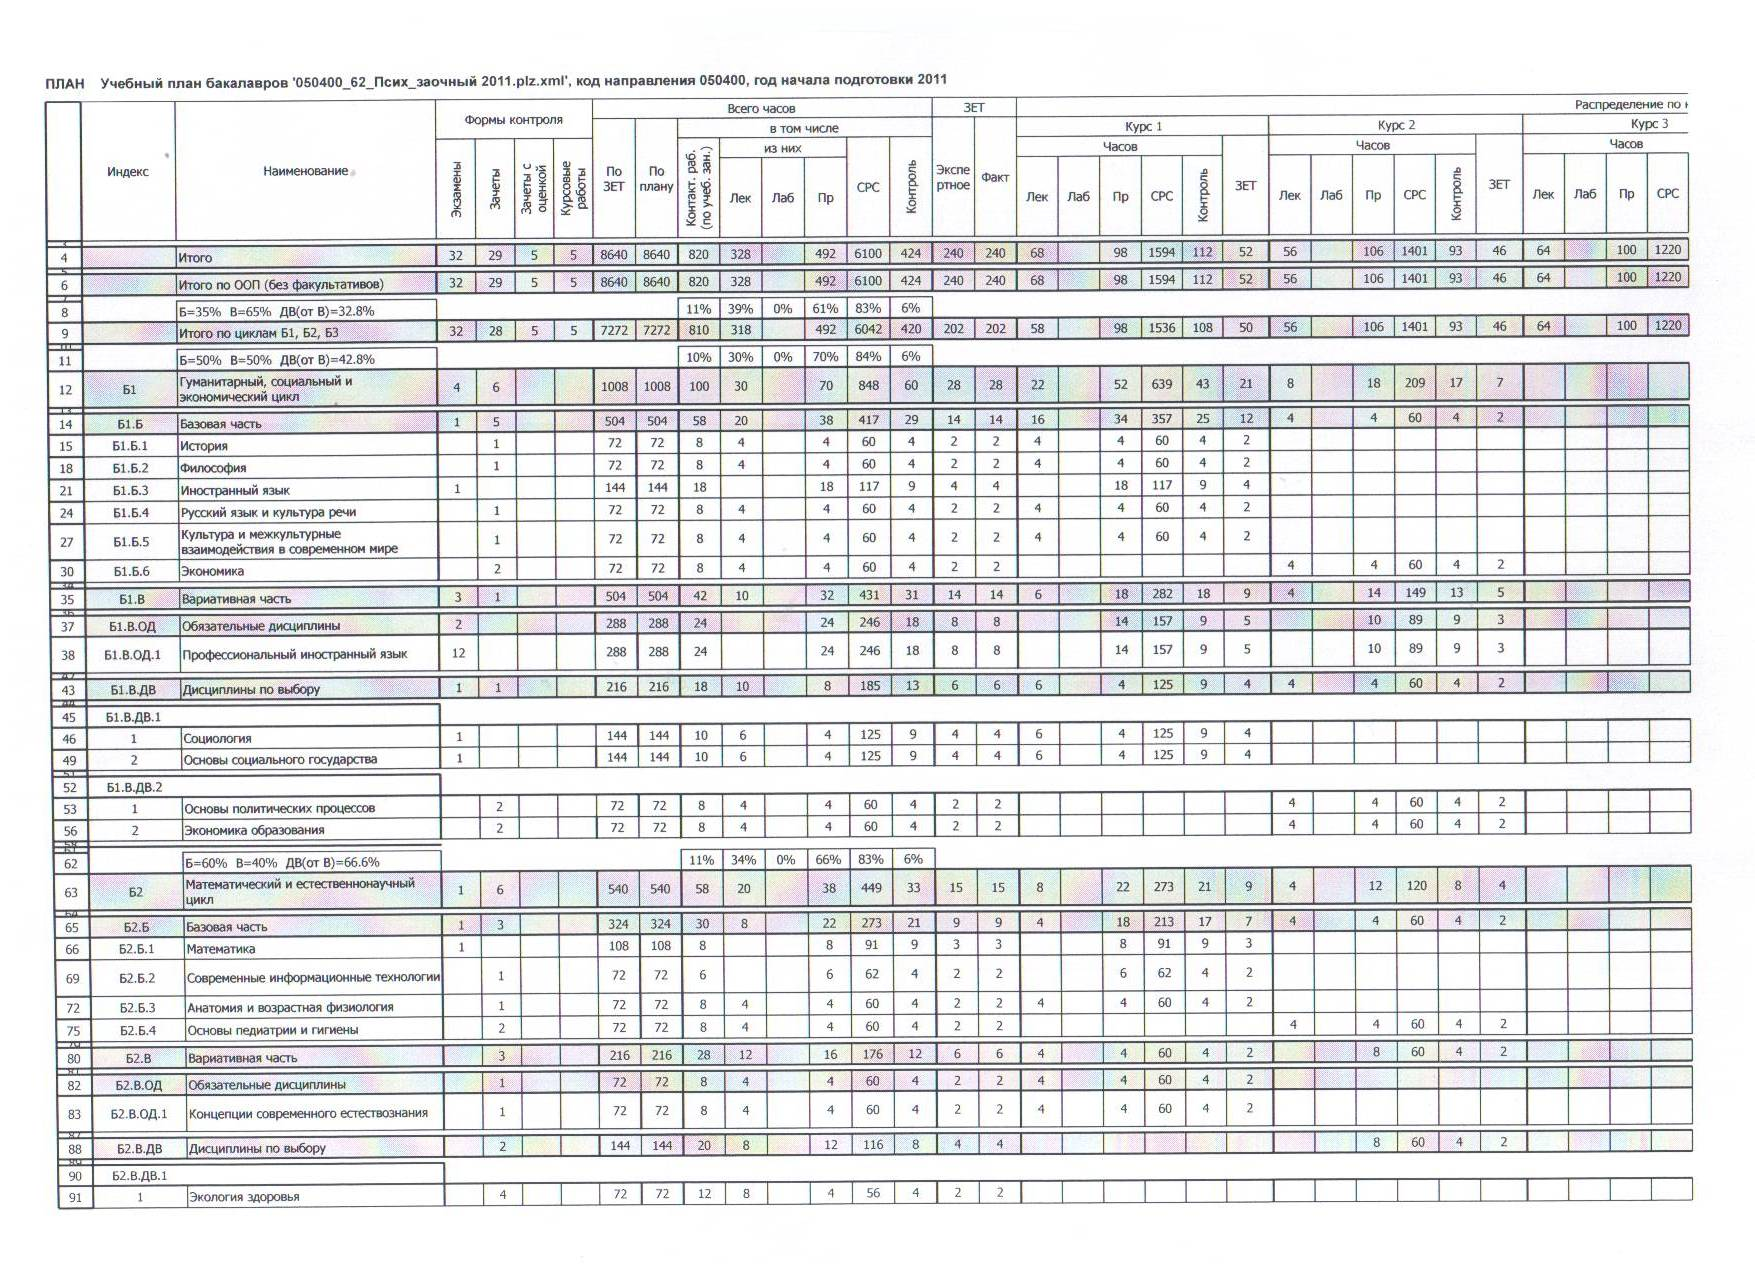 ПЛАН Учебный план бакалавров '050400_62_Псих_заочный 2011.plz.xml', код направления 050400, год начала подготовки 2011
Индекс Наименование Формы контроля Всего часов ЗЕТ Распределение по
в том числе Курс 1 Курс 2 Курс 3
из них Часов Часов Часов
Экзамены Зачеты Зачеты с оценкой Курсовые работы По ЗЕТ По плану Контакт. раб. (по учеб. зан.) Лек Лаб Пр СРС Контроль Экспе ртное Факт Лек Лаб Пр СРС Контроль ЗЕТ Лек Лаб Пр СРС Контроль ЗЕТ Лек Лаб Пр СРС
4 Итого 32 29 5 5 8640 8640 820 328 492 6100 424 240 240 68 98 1594 112 52 56 106 1401 93 46 64 100 1220
6 Итого по ООП (без факультативов) 32 29 5 5 8640 8640 820 328 492 6100 424 240 240 68 98 1594 112 52 56 106 1401 93 46 64 100 1220
8 Б=35% В=65% ДВ(от В)=32.8% 11% 39% 0% 61% 83% 6%
9 Итого по циклам Б1, Б2, Б3 32 28 5 5 7272 7272 810 318 492 6042 420 202 202 58 98 1536 108 50 56 106 1401 93 46 64 100 1220
11 Б=50% В=50% ДВ(от В)=42.8% 10% 30% 0% 70% 84% 6%
12 Б1 Гуманитарный, социальный и экономический цикл 4 6 1008 1008 100 30 70 848 60 28 28 22 52 639 43 21 8 18 209 17 7
14 Б1.Б Базовая часть 1 5 504 504 58 20 38 417 29 14 14 16 34 357 25 12 4 4 60 4 2
15 Б1.Б.1 История 1 72 72 8 4 4 60 4 2 2 4 4 60 4 2
18 Б1.Б.2 Философия 1 72 72 8 4 4 60 4 2 2 4 4 60 4 2
21 Б1.Б.3 Иностранный язык 1 144 144 18 18 117 9 4 4 18 117 9 4
24 Б1.Б.4 Русский язык и культура речи 1 72 72 8 4 4 60 4 2 2 4 4 60 4 2
27 Б1.Б.5 Культура и межкультурные взаимодействия в современном мире 1 72 72 8 4 4 60 4 2 2 4 4 60 4 2
30 Б1.Б.6 Экономика 2 72 72 8 4 4 60 4 2 2 4 4 60 4 2
35 Б1.В Вариативная часть 3 1 504 504 42 10 32 431 31 14 14 6 18 282 18 9 4 14 149 13 5
37 Б1.В.ОД Обязательные дисциплины 2 288 288 24 24 246 18 8 8 14 157 9 5 10 89 9 3
38 Б1.В.ОД.1 Профессиональный иностранный язык 12 288 288 24 24 246 18 8 8 14 157 9 5 10 89 9 3
43 Б1.В.ДВ Дисциплины по выбору 1 1 216 216 18 10 8 185 13 6 6 6 4 125 9 4 4 4 60 4 2
45 Б1.В.ДВ.1
46 1 Социология 1 144 144 10 6 4 125 9 4 4 6 4 125 9 4
49 2 Основы социального государства 1 144 144 10 6 4 125 9 4 4 6 4 125 9 4
52 Б1.В.ДВ.2
53 1 Основы политических процессов 2 72 72 8 4 4 60 4 2 2 4 4 60 4 2
56 2 Экономика образования 2 72 72 8 4 4 60 4 2 2 4 4 60 4 2
62 Б=60% В=40% ДВ(от В)=66.6% 11% 34% 0% 66% 83% 6%
63 Б2 Математический и естественнонаучный цикл 1 6 540 540 58 20 38 449 33 15 15 8 22 273 21 9 4 12 120 8 4
65 Б2.Б Базовая часть 1 3 324 324 30 8 22 273 21 9 9 4 18 213 17 7 4 4 60 4 2
66 Б2.Б.1 Математика 1 108 108 8 8 91 9 3 3 8 91 9 3
69 Б2.Б.2 Современные информационные технологии 1 72 72 6 6 62 4 2 2 6 62 4 2
72 Б2.Б.3 Анатомия и возрастная физиология 1 72 72 8 4 4 60 4 2 2 4 4 60 4 2
75 Б2.Б.4 Основы педиатрии и гигиены 2 72 72 8 4 4 60 4 2 2 4 4 60 4 2
80 Б2.В Вариативная часть 3 216 216 28 12 16 176 12 6 6 4 4 60 4 2 8 60 4 2
82 Б2.В.ОД Обязательные дисциплины 1 72 72 8 4 4 60 4 2 2 4 4 60 4 2
83 Б2.В.ОД.1 Концепции современного естествознания 1 72 72 8 4 4 60 4 2 2 4 4 60 4 2
88 Б2.В.ДВ Дисциплины по выбору 2 144 144 20 8 12 116 8 4 4 8 60 4 2
90 Б2.В.ДВ.1
91 1 Экология здоровья 4 72 72 12 8 4 56 4 2 2